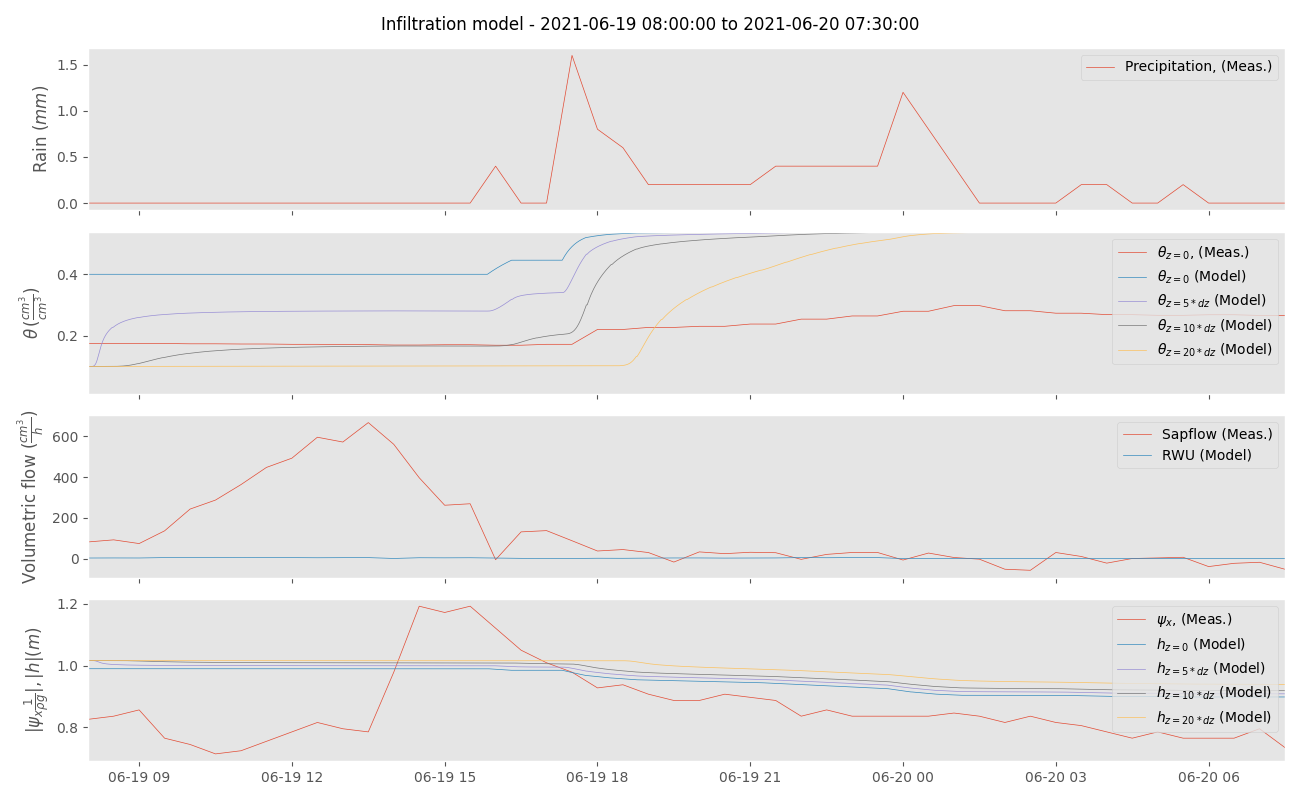 Infiltration model - 2021-06-19 08:00:00 to 2021-06-20 07:30:00
Rain (mm)
1.5
1.0
0.5
0.0
Precipitation, (Meas.)
θ (cm³/cm³)
0.4
0.2
θz=0, (Meas.)
θz=0 (Model)
θz=5*dz (Model)
θz=10*dz (Model)
θz=20*dz (Model)
Volumetric flow (cm³/h)
600
400
200
0
Sapflow (Meas.)
RWU (Model)
|ψx 1/ρg|, |h|(m)
1.2
1.0
0.8
ψx, (Meas.)
hz=0 (Model)
hz=5*dz (Model)
hz=10*dz (Model)
hz=20*dz (Model)
06-19 09 06-19 12 06-19 15 06-19 18 06-19 21 06-20 00 06-20 03 06-20 06